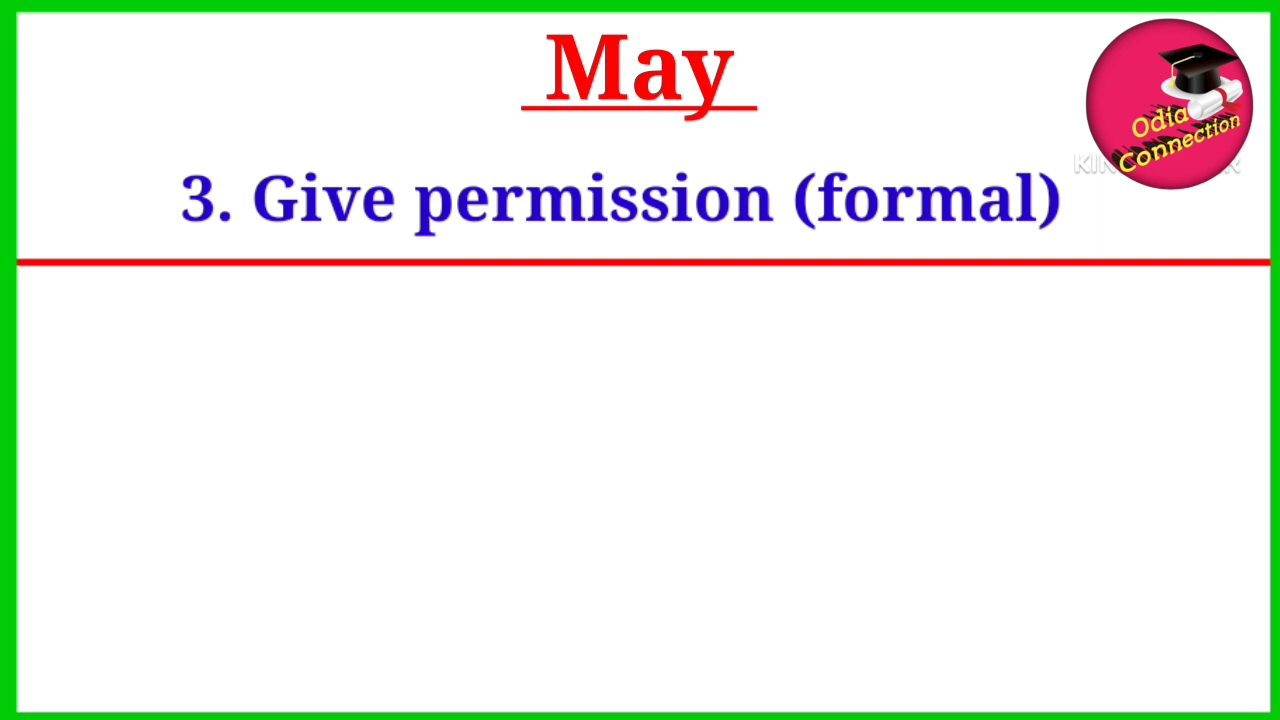 May
Odia
Connection
3. Give permission (formal)